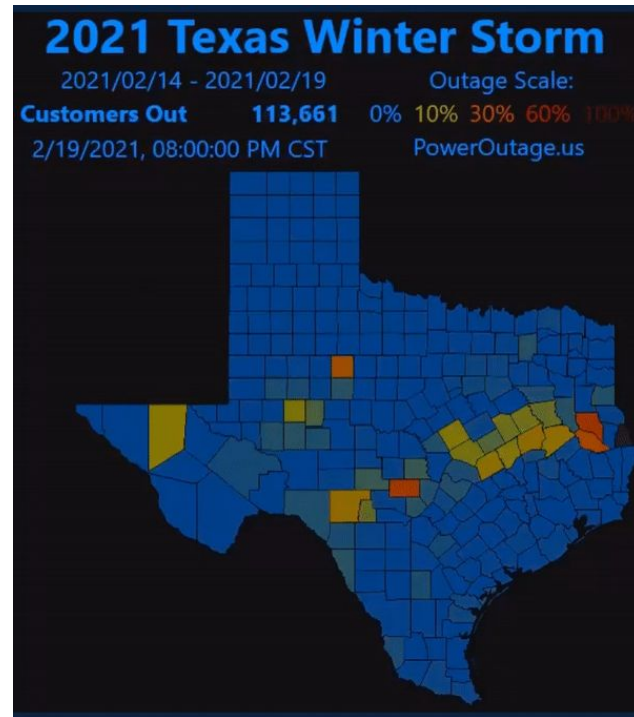 2021 Texas Winter Storm
2021/02/14 - 2021/02/19 Outage Scale:
Customers Out 113,661 0% 10% 30% 60% 100%
2/19/2021, 08:00:00 PM CST PowerOutage.us